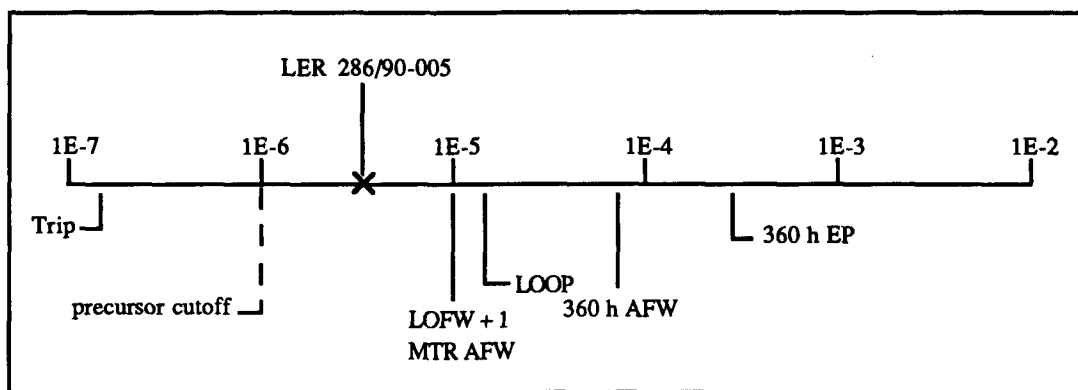 LER 286/90-005
1E-7 1E-6 1E-5 1E-4 1E-3 1E-2
Trip
360 h EP
LOOP
precursor cutoff
360 h AFW
LOFW + 1
MTR AFW